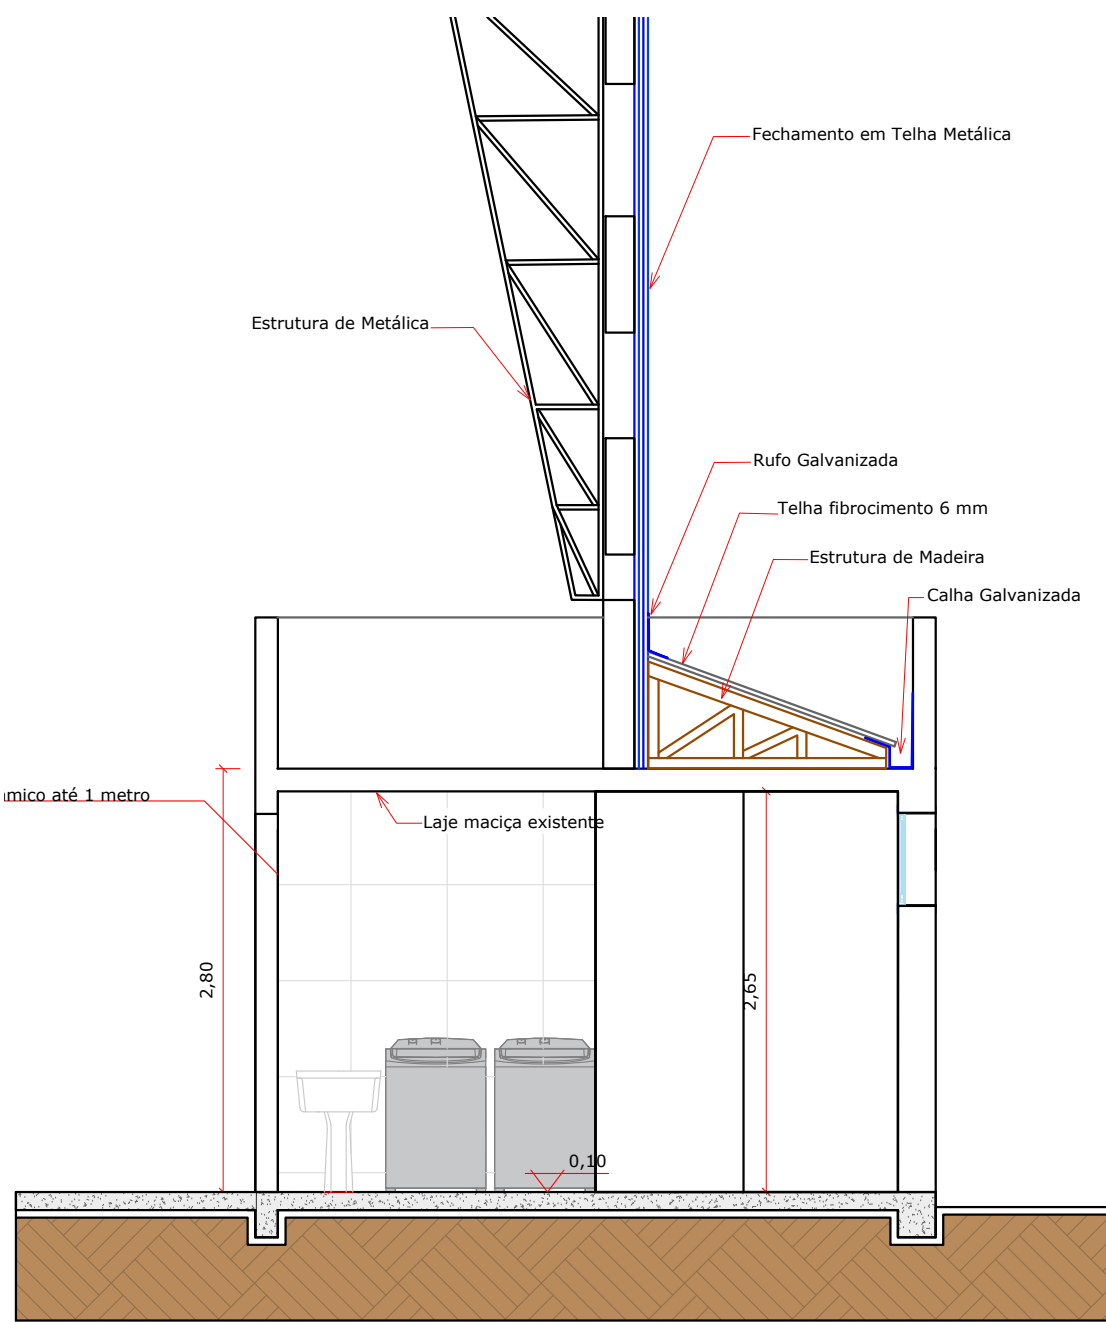 Fechamento em Telha Metálica
Estrutura de Metálica
Rufo Galvanizada
Telha fibrocimento 6 mm
Estrutura de Madeira
Calha Galvanizada
até 1 metro
Laje maciça existente
2,80
2,65
0,10